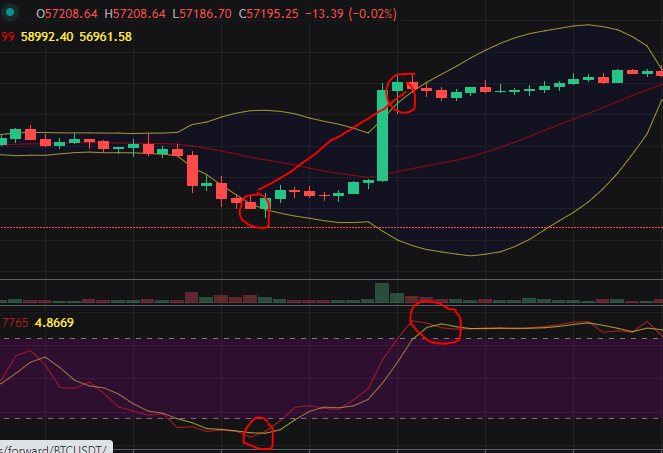 O57208.64 H57208.64 L57186.70 C57195.25 −13.39 (−0.02%)
99 58992.40 56961.58
7765 4.8669
s/forward/BTCUSDT/